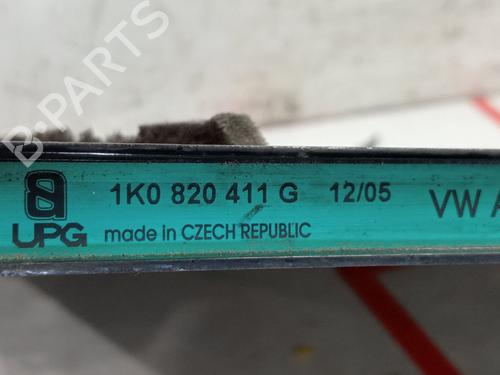 B-PARTS
1K0 820 411 G 12/05 VW A
UPG made in CZECH REPUBLIC